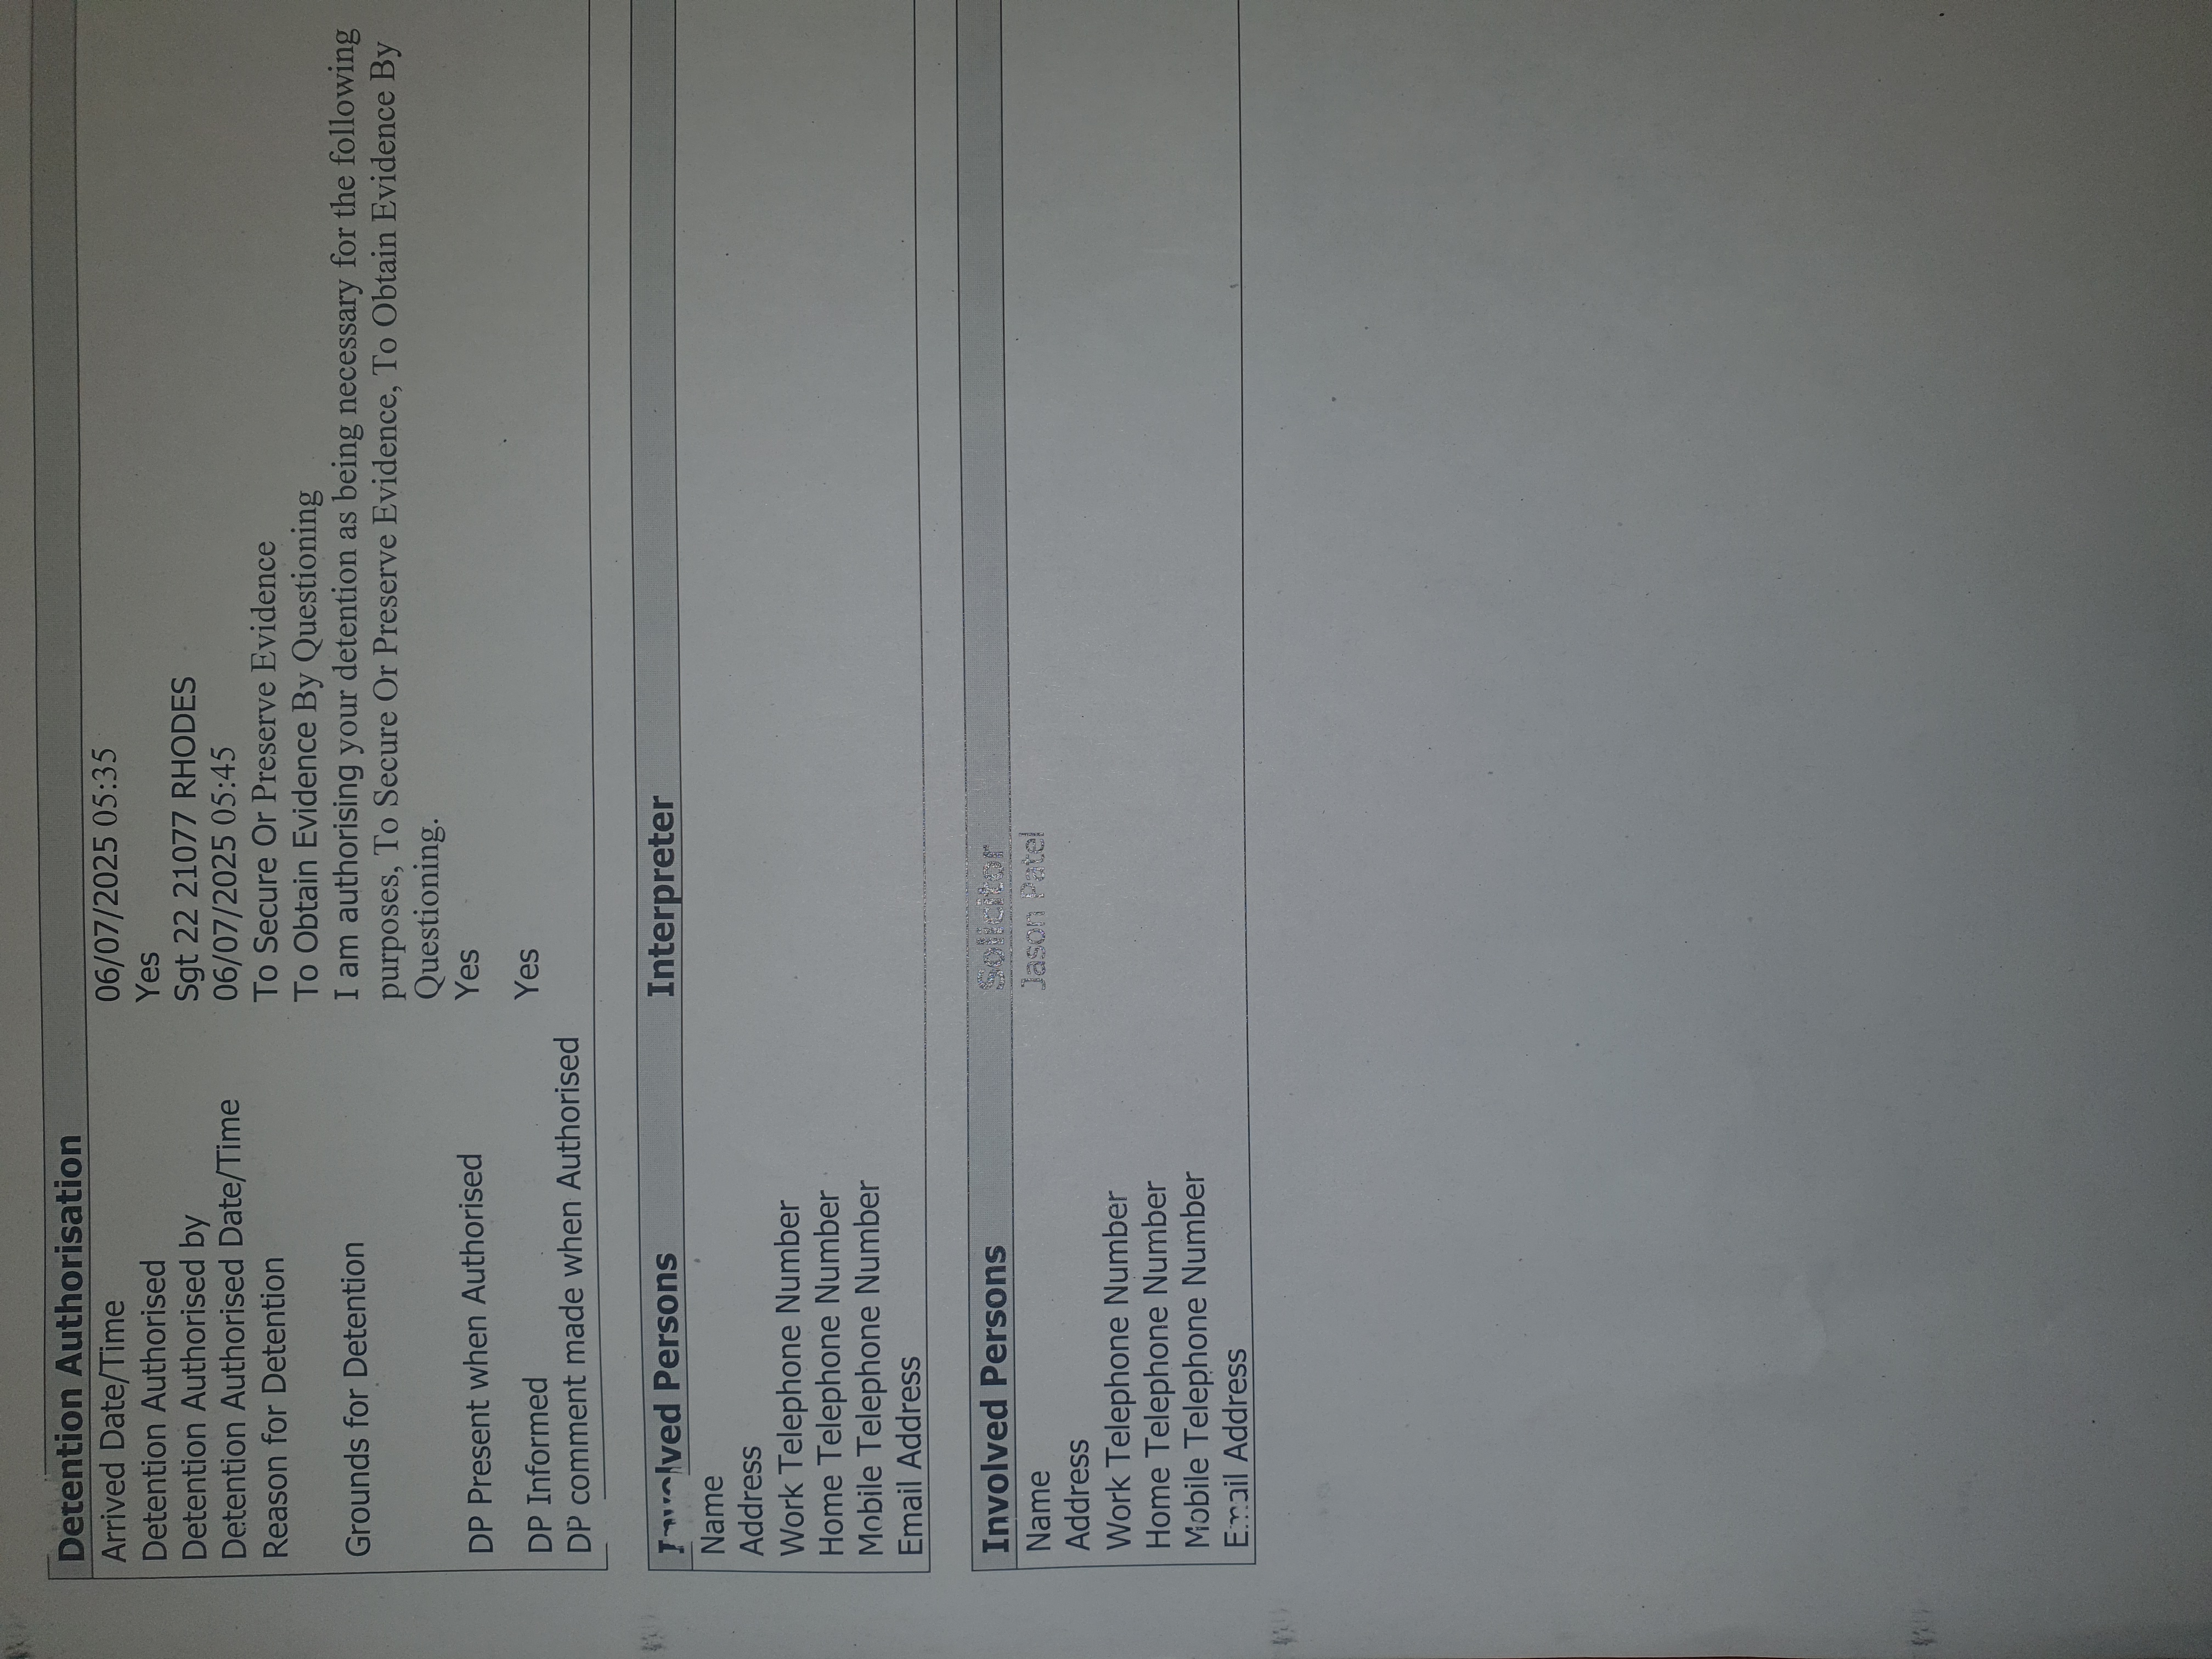 Detention Authorisation
Arrived Date/Time 06/07/2025 05:35
Detention Authorised Yes
Detention Authorised by Sgt 22 21077 RHODES
Detention Authorised Date/Time 06/07/2025 05:45
Reason for Detention To Secure Or Preserve Evidence
To Obtain Evidence By Questioning
Grounds for Detention I am authorising your detention as being necessary for the following
purposes, To Secure Or Preserve Evidence, To Obtain Evidence By
Questioning.
DP Present when Authorised Yes
DP Informed Yes
DP comment made when Authorised
Involved Persons Interpreter
Name
Address
Work Telephone Number
Home Telephone Number
Mobile Telephone Number
Email Address
Involved Persons Solicitor
Name Jason Patel
Address
Work Telephone Number
Home Telephone Number
Mobile Telephone Number
Email Address